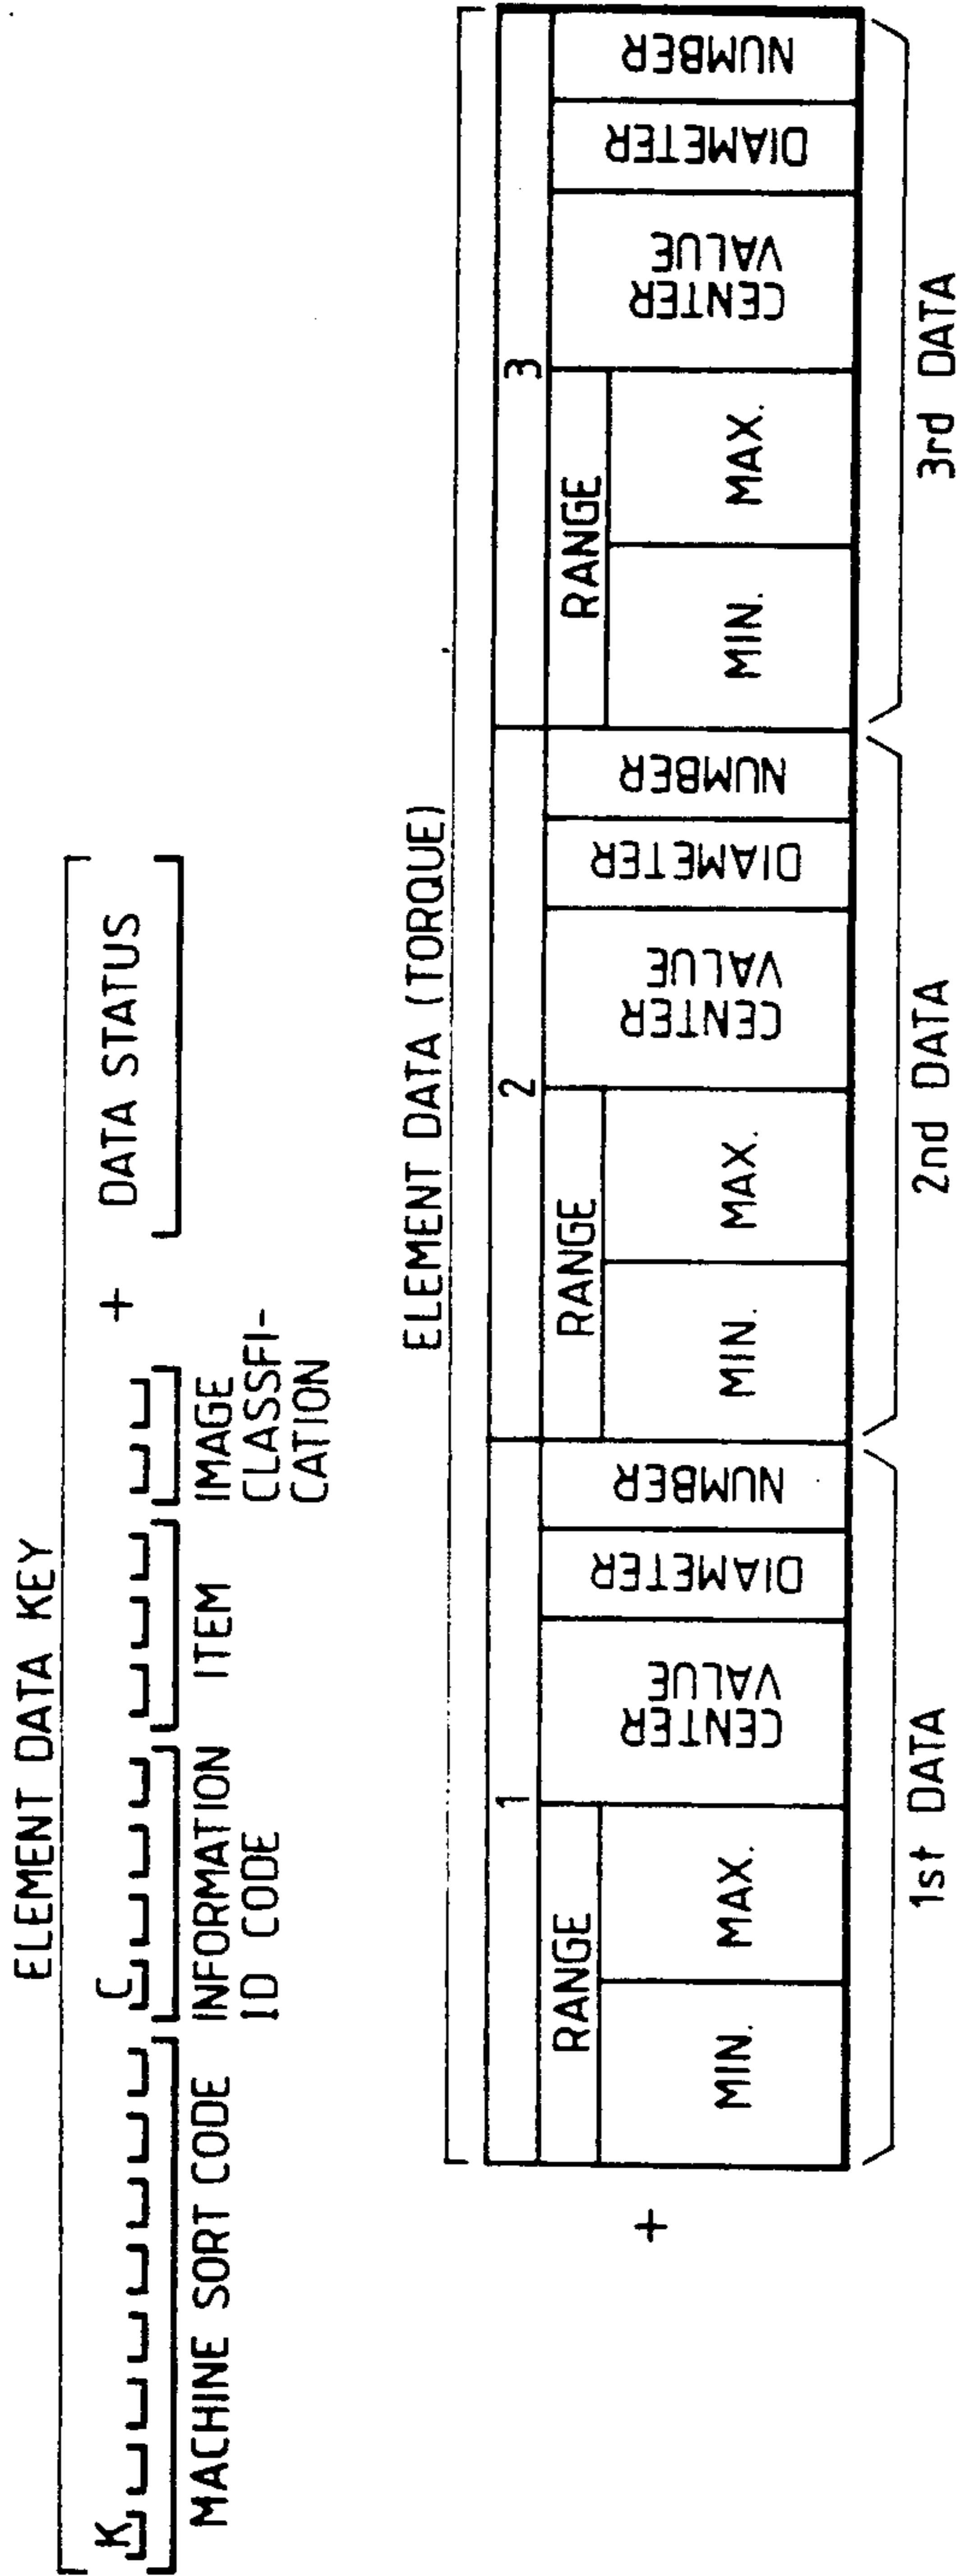 ELEMENT DATA KEY
K C + DATA STATUS
MACHINE SORT CODE
INFORMATION
ID CODE
ITEM
IMAGE
CLASSFI-
CATION
ELEMENT DATA (TORQUE)
+
1
RANGE
MIN.
MAX.
CENTER
VALUE
DIAMETER
NUMBER
2
RANGE
MIN.
MAX.
CENTER
VALUE
DIAMETER
NUMBER
3
RANGE
MIN.
MAX.
CENTER
VALUE
DIAMETER
NUMBER
1st DATA
2nd DATA
3rd DATA